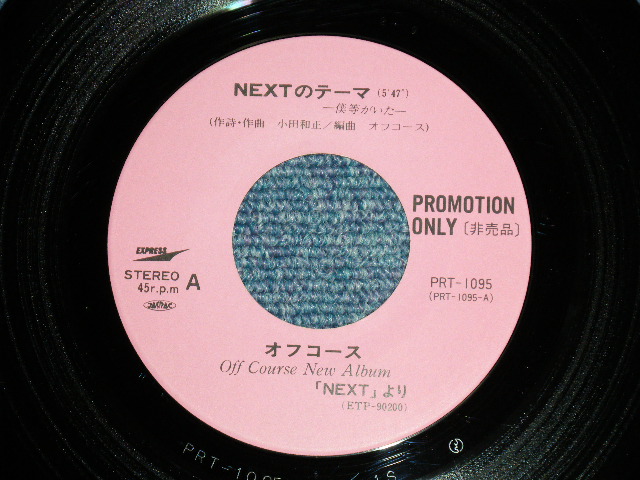 NEXTのテーマ(5'47")
—僕等がいた—
(作詩・作曲 小田和正/編曲 オフコース)
PROMOTION
ONLY〔非売品〕
EXPRESS
STEREO A
45r.p.m
PRT-1095
(PRT-1095-A)
オフコース
Off Course New Album
「NEXT」より
(ETP-90200)